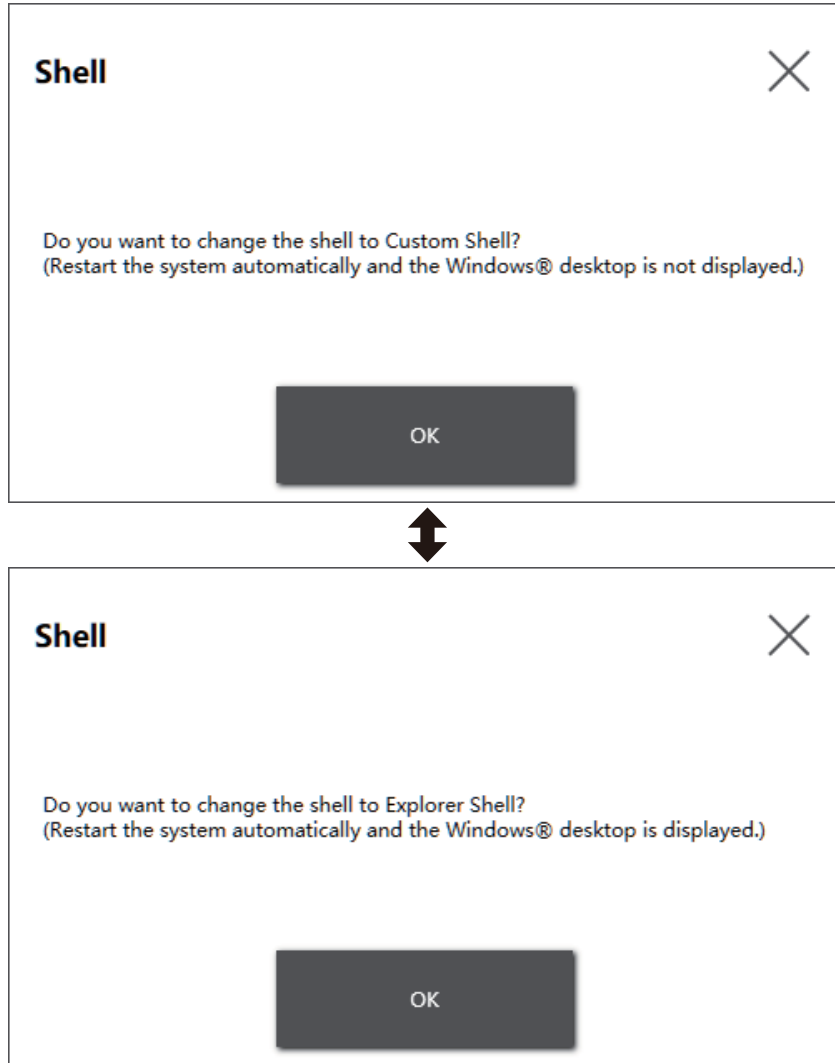 Shell
Do you want to change the shell to Custom Shell?
(Restart the system automatically and the Windows® desktop is not displayed.)
OK
Shell
Do you want to change the shell to Explorer Shell?
(Restart the system automatically and the Windows® desktop is displayed.)
OK